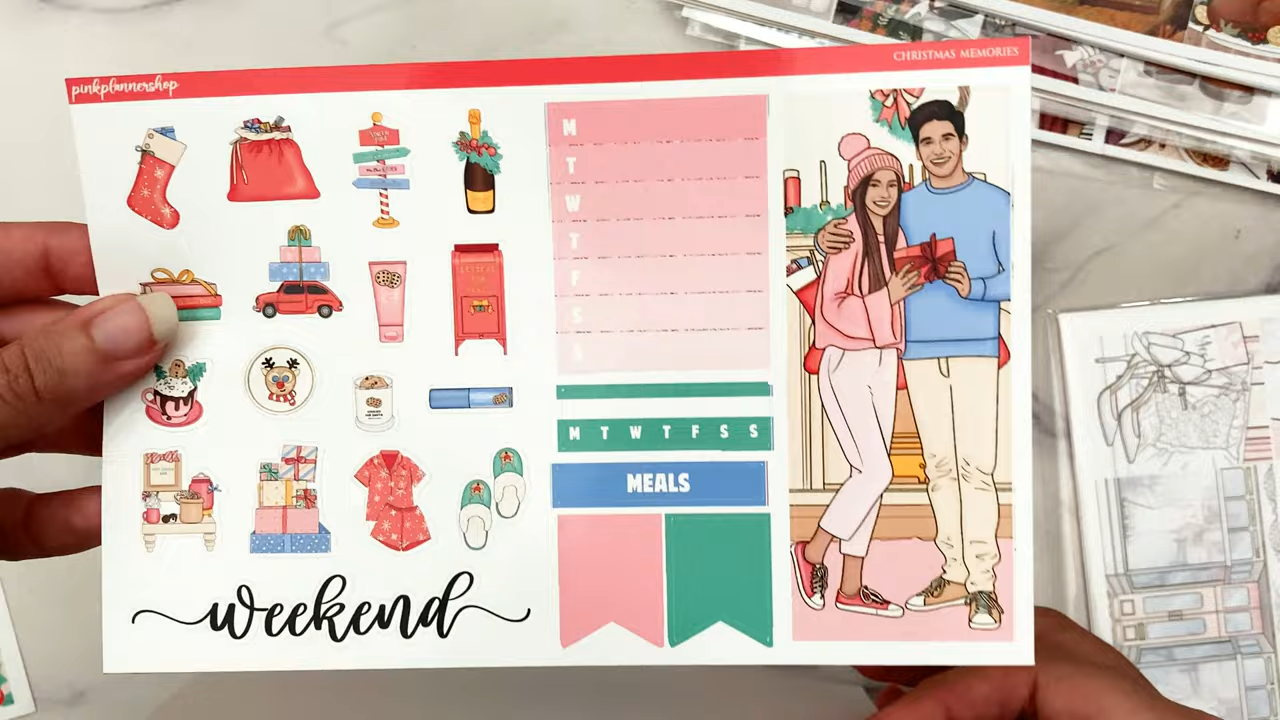 pinkplannershop
CHRISTMAS MEMORIES
M
T
W
T
F
S
M T W T F S S
MEALS
weekend